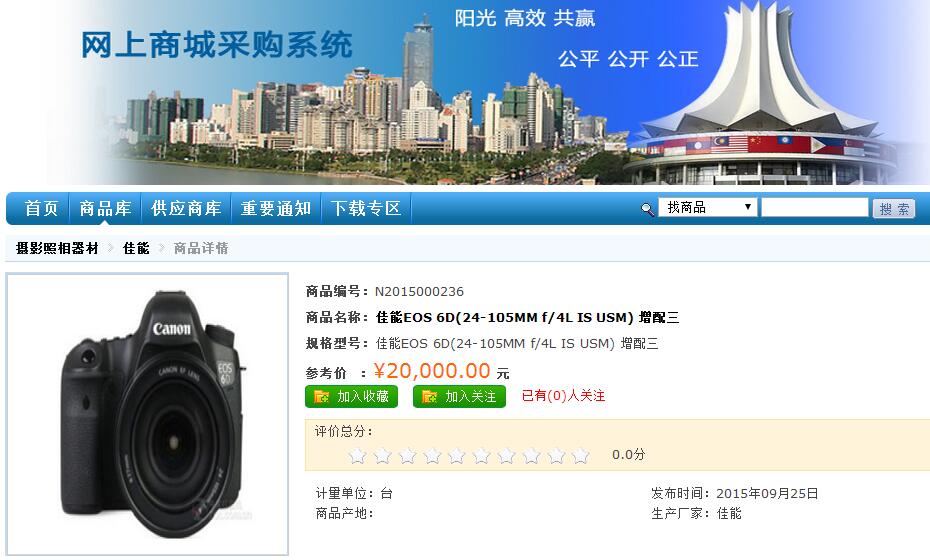 阳光 高效 共赢
网上商城采购系统
公平 公开 公正
首页 商品库 供应商库 重要通知 下载专区 找商品 搜索
摄影照相器材 佳能 商品详情
商品编号：N2015000236
商品名称：佳能EOS 6D(24-105MM f/4L IS USM) 增配三
规格型号：佳能EOS 6D(24-105MM f/4L IS USM) 增配三
参考价 ：¥20,000.00 元
加入收藏 加入关注 已有(0)人关注
评价总分：
0.0分
计量单位：台 发布时间：2015年09月25日
商品产地： 生产厂家：佳能
Canon
EOS
6D
CANON EF LENS